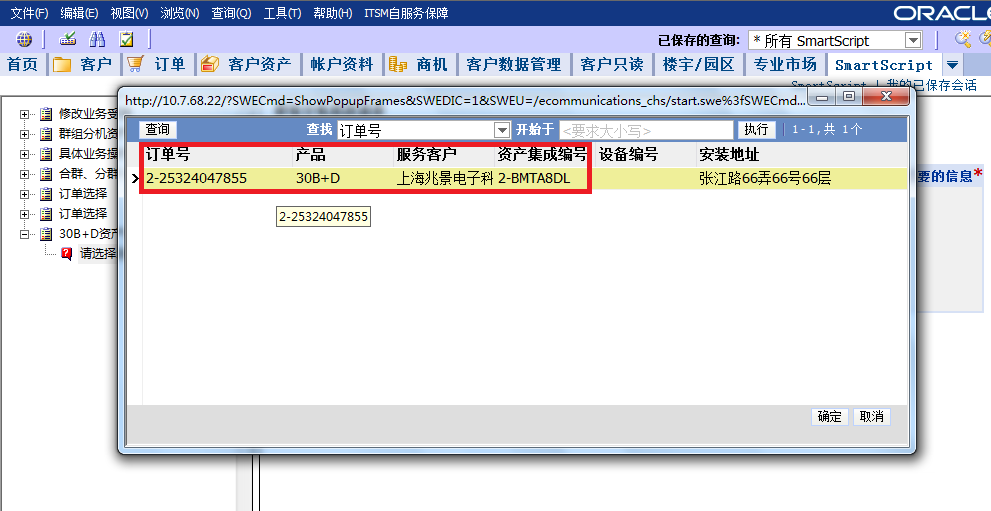 文件(F) 编辑(E) 视图(V) 浏览(N) 查询(Q) 工具(T) 帮助(H) ITSM自服务保障 ORACLE
已保存的查询: * 所有 SmartScript
首页 客户 订单 客户资产 帐户资料 商机 客户数据管理 客户只读 楼宇/园区 专业市场 SmartScript
SmartScript | 我的已保存会话
http://10.7.68.22/?SWECmd=ShowPopupFrames&SWEDIC=1&SWEU=/ecommunications_chs/start.swe%3fSWECmd...
查询 查找 订单号 开始于 <要求大小写> 执行 1-1,共 1个
订单号 产品 服务客户 资产集成编号 设备编号 安装地址
2-25324047855 30B+D 上海兆景电子科 2-BMTA8DL 张江路66弄66号66层
2-25324047855
确定 取消
修改业务受
群组分机资
具体业务操
合群、分群
订单选择
订单选择
30B+D资产
请选择
要的信息*